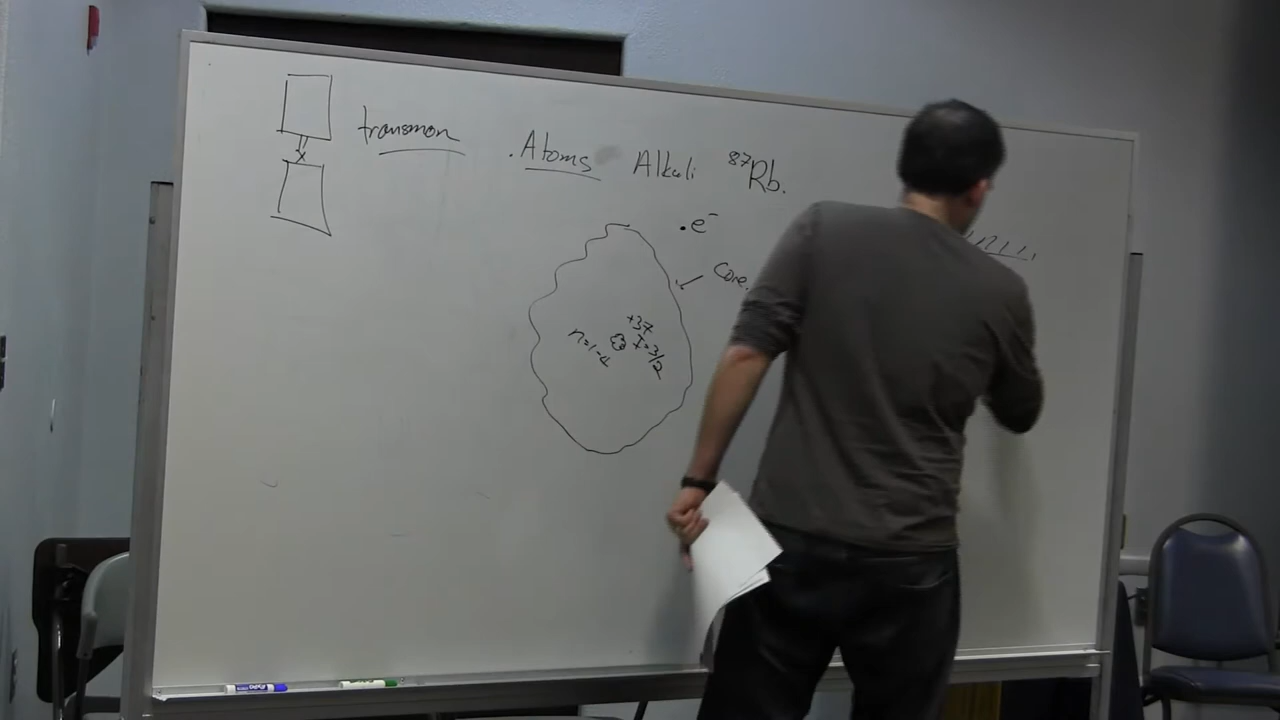 transmon
.Atoms Alkali ⁸⁷Rb.
x
.e⁻
Core.
+37
n=1-4 I=3/2